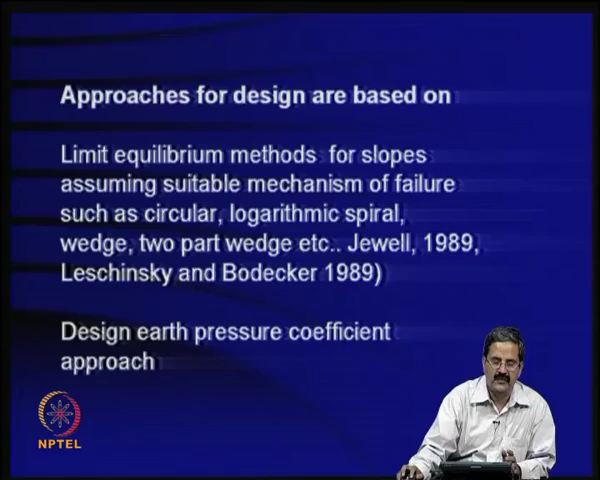 Approaches for design are based on
Limit equilibrium methods for slopes
assuming suitable mechanism of failure
such as circular, logarithmic spiral,
wedge, two part wedge etc.. Jewell, 1989,
Leschinsky and Bodecker 1989)
Design earth pressure coefficient
approach
NPTEL